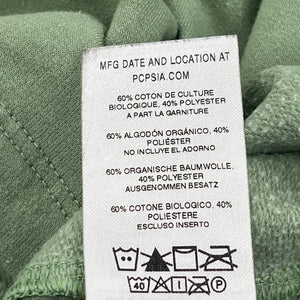 MFG DATE AND LOCATION AT
PCPSIA.COM
60% COTON DE CULTURE
BIOLOGIQUE, 40% POLYESTER
A PART LA GARNITURE
60% ALGODÓN ORGÁNICO, 40%
POLIÉSTER
NO INCLUYE EL ADORNO
60% ORGANISCHE BAUMWOLLE,
40% POLYESTER
AUSGENOMMEN BESATZ
60% COTONE BIOLOGICO, 40%
POLIESTERE
ESCLUSO INSERTO
40 P